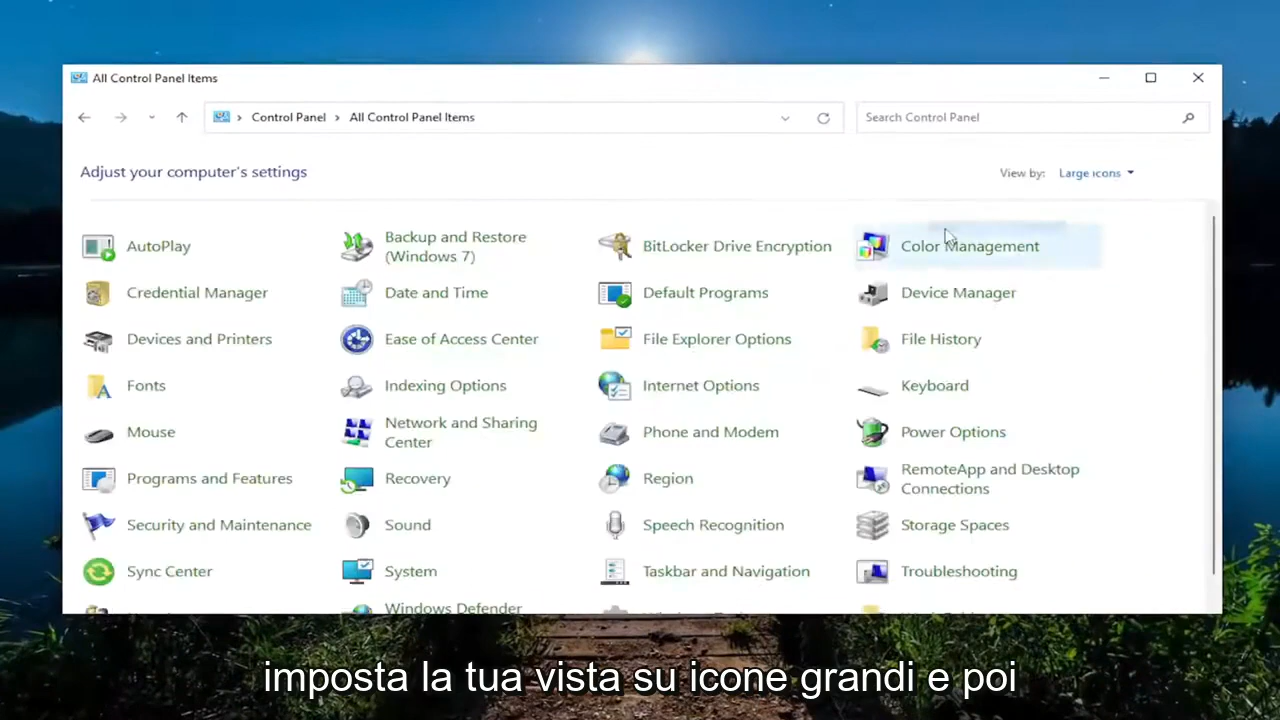 All Control Panel Items
Control Panel > All Control Panel Items
Search Control Panel
Adjust your computer's settings
View by: Large icons
AutoPlay
Backup and Restore
(Windows 7)
BitLocker Drive Encryption
Color Management
Credential Manager
Date and Time
Default Programs
Device Manager
Devices and Printers
Ease of Access Center
File Explorer Options
File History
Fonts
Indexing Options
Internet Options
Keyboard
Mouse
Network and Sharing
Center
Phone and Modem
Power Options
Programs and Features
Recovery
Region
RemoteApp and Desktop
Connections
Security and Maintenance
Sound
Speech Recognition
Storage Spaces
Sync Center
System
Taskbar and Navigation
Troubleshooting
Windows Defender
imposta la tua vista su icone grandi e poi